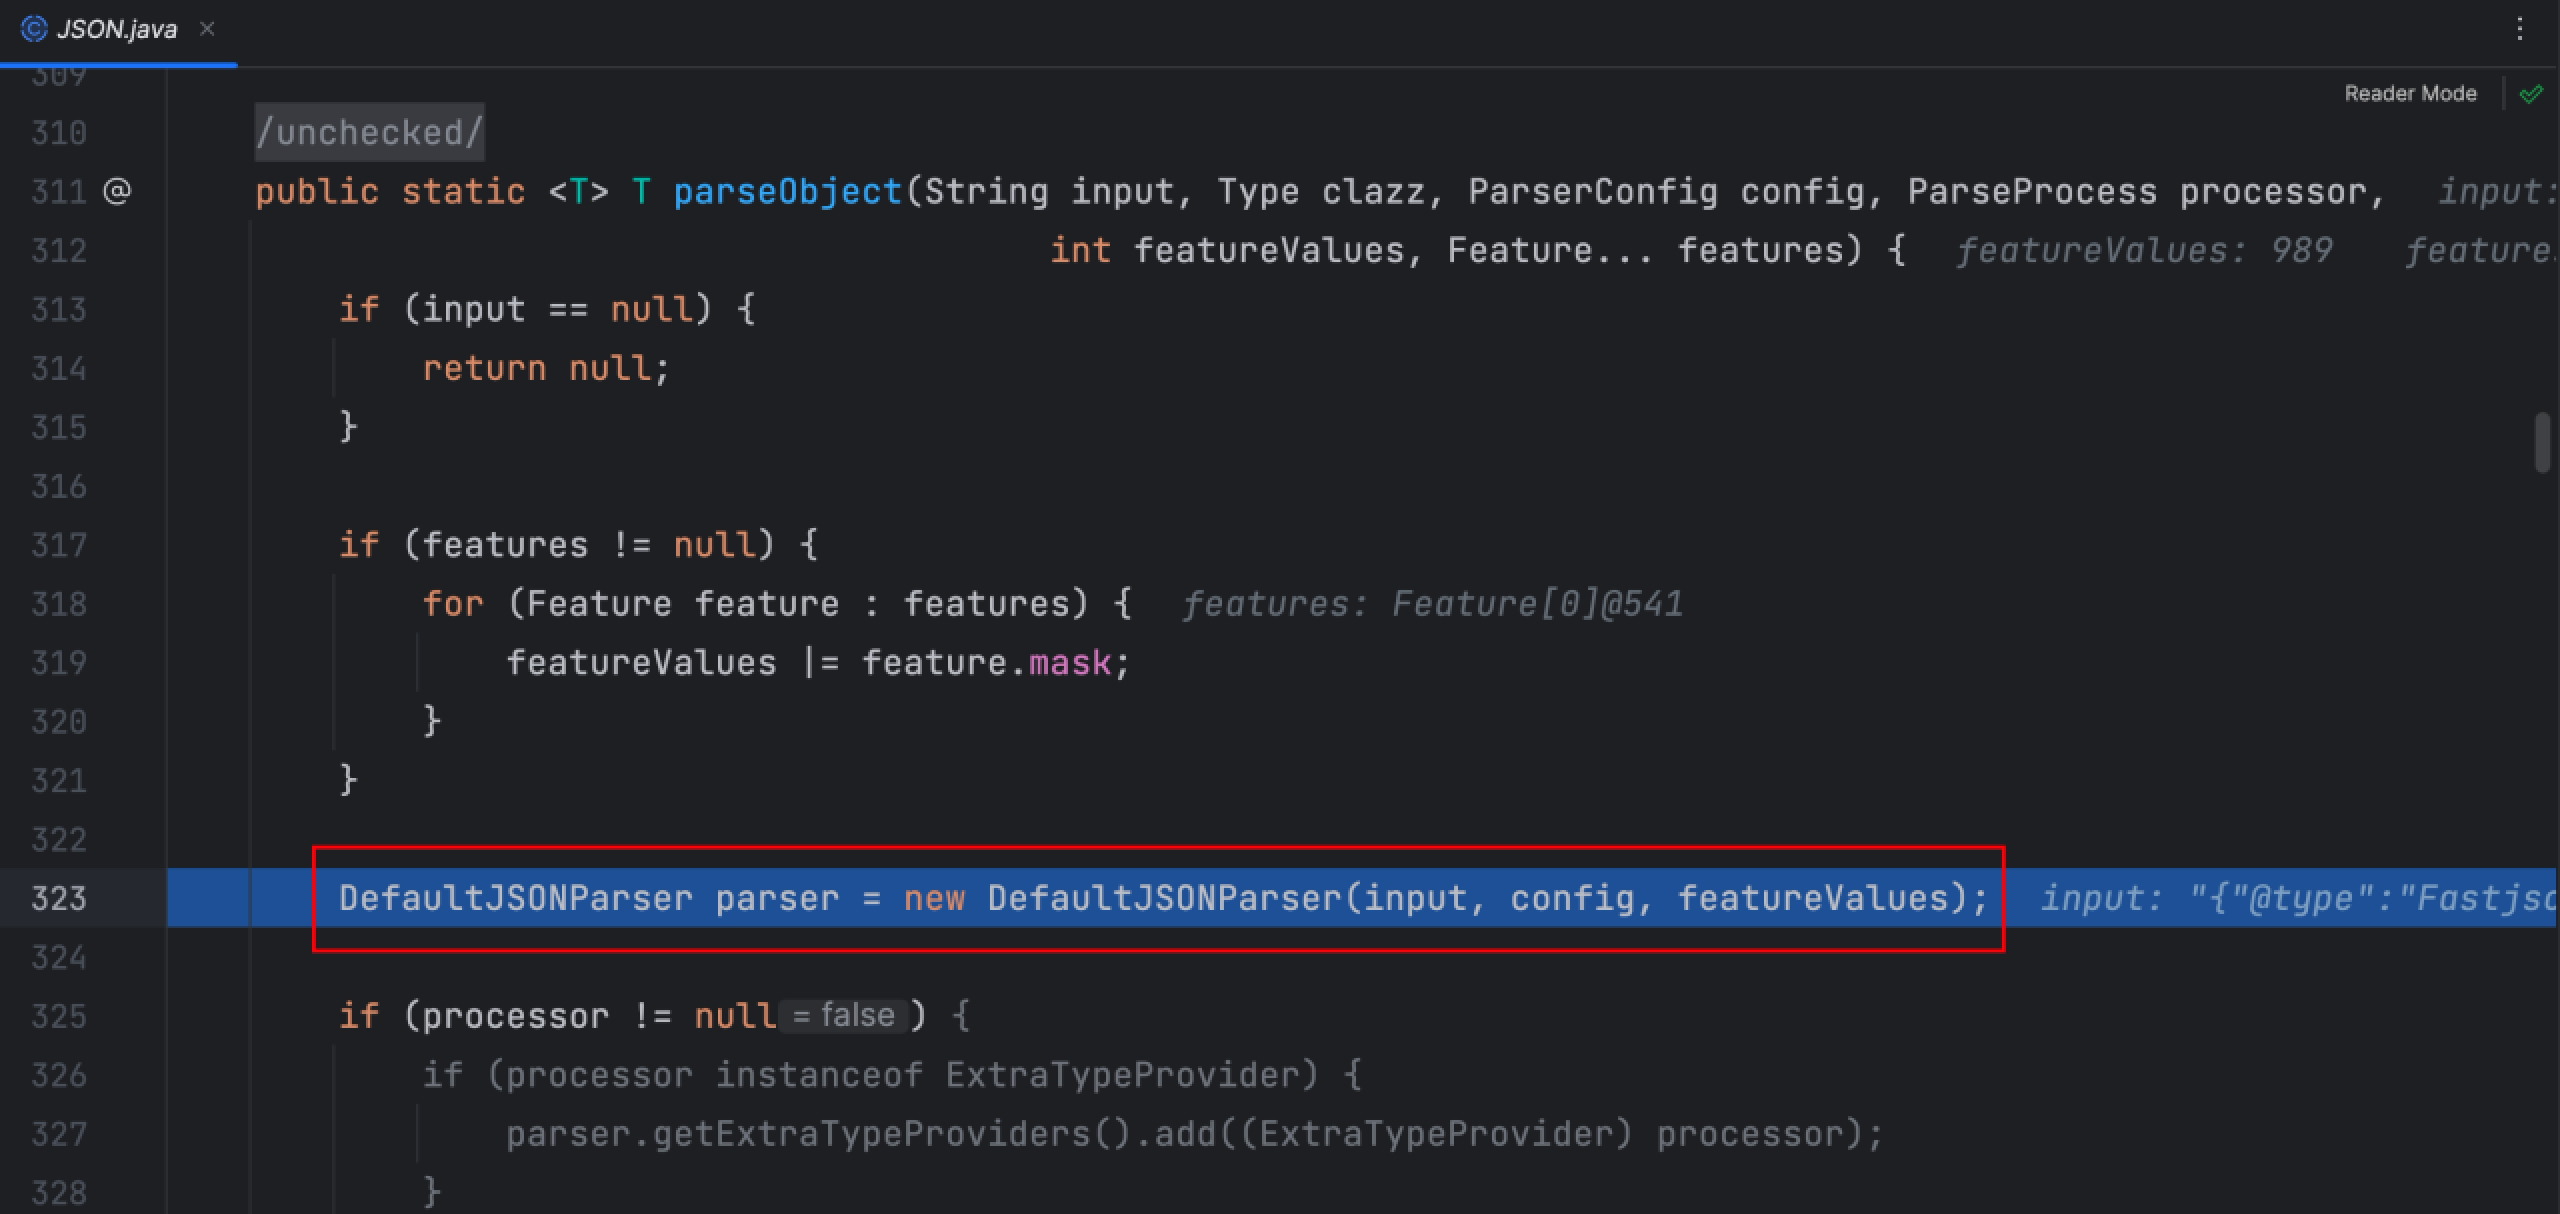 JSON.java
Reader Mode
309
310 /unchecked/
311 @ public static <T> T parseObject(String input, Type clazz, ParserConfig config, ParseProcess processor, input:
312 int featureValues, Feature... features) { featureValues: 989 feature
313 if (input == null) {
314 return null;
315 }
316
317 if (features != null) {
318 for (Feature feature : features) { features: Feature[0]@541
319 featureValues |= feature.mask;
320 }
321 }
322
323 DefaultJSONParser parser = new DefaultJSONParser(input, config, featureValues); input: "{"@type":"Fastjso
324
325 if (processor != null = false ) {
326 if (processor instanceof ExtraTypeProvider) {
327 parser.getExtraTypeProviders().add((ExtraTypeProvider) processor);
328 }